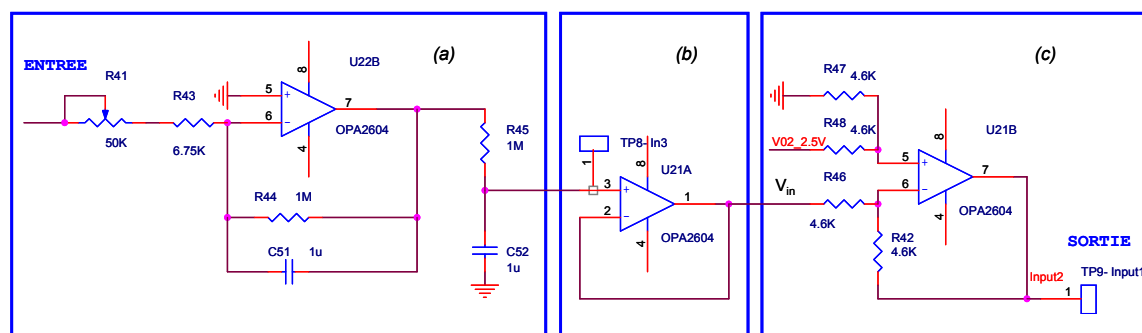 (a)
ENTREE
R41
50K
R43
6.75K
U22B
8
5
+
6
−
7
4
OPA2604
R44 1M
C51 1u
R45
1M
C52
1u
(b)
TP8-In3
1
8
U21A
3
+
2
−
1
4
OPA2604
(c)
R47
4.6K
R48
4.6K
V02_2.5V
R46
4.6K
Vin
U21B
8
5
+
6
−
7
4
OPA2604
R42
4.6K
SORTIE
Input2
1
TP9-Input1